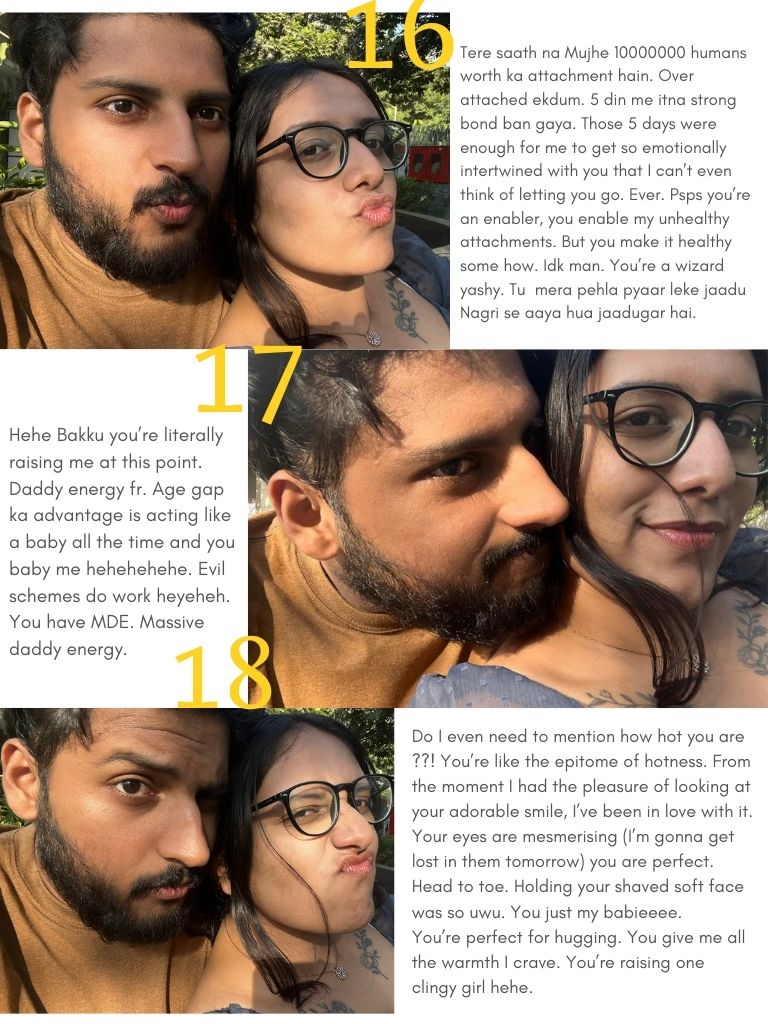 16
Tere saath na Mujhe 10000000 humans
worth ka attachment hain. Over
attached ekdum. 5 din me itna strong
bond ban gaya. Those 5 days were
enough for me to get so emotionally
intertwined with you that I can’t even
think of letting you go. Ever. Psps you’re
an enabler, you enable my unhealthy
attachments. But you make it healthy
some how. Idk man. You’re a wizard
yashy. Tu mera pehla pyaar leke jaadu
Nagri se aaya hua jaadugar hai.
17
Hehe Bakku you’re literally
raising me at this point.
Daddy energy fr. Age gap
ka advantage is acting like
a baby all the time and you
baby me hehehehehe. Evil
schemes do work heyeheh.
You have MDE. Massive
daddy energy.
18
Do I even need to mention how hot you are
??! You’re like the epitome of hotness. From
the moment I had the pleasure of looking at
your adorable smile, I’ve been in love with it.
Your eyes are mesmerising (I’m gonna get
lost in them tomorrow) you are perfect.
Head to toe. Holding your shaved soft face
was so uwu. You just my babieeee.
You’re perfect for hugging. You give me all
the warmth I crave. You’re raising one
clingy girl hehe.